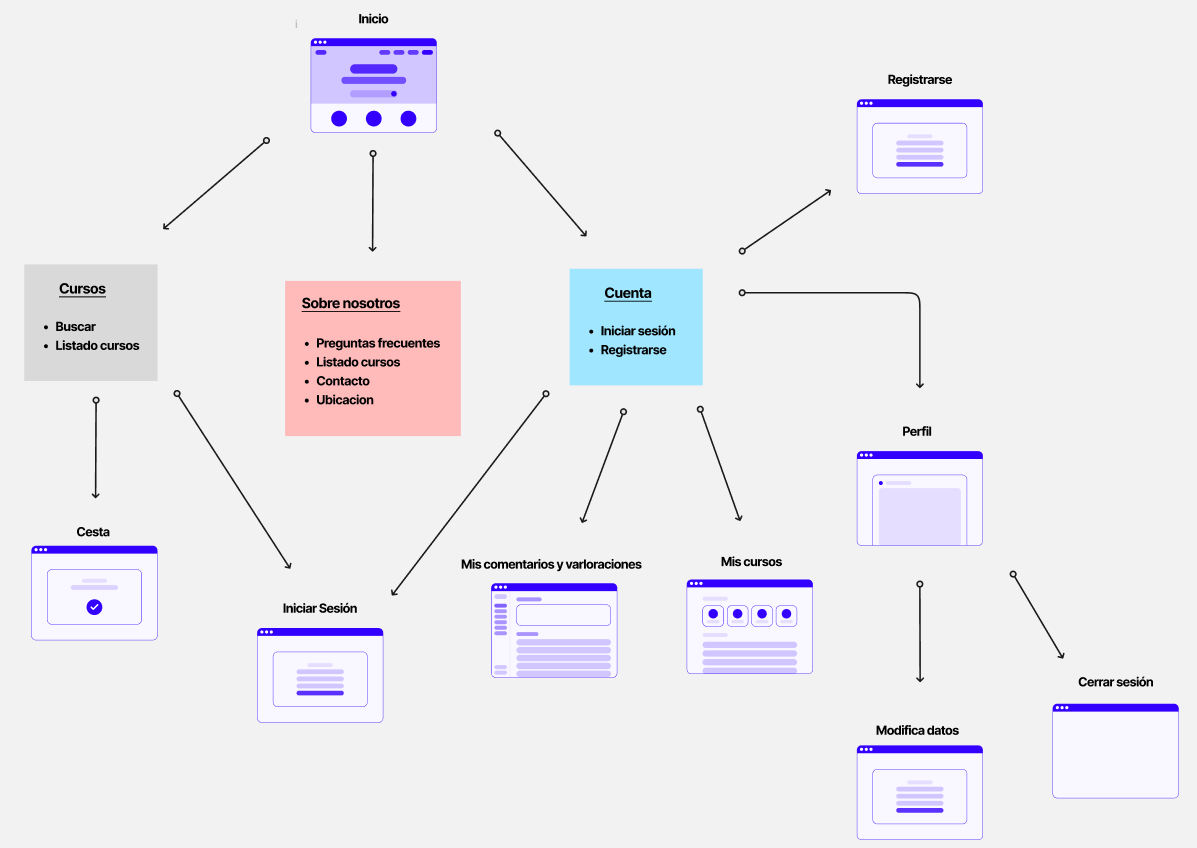 Inicio
Registrarse
Cursos
• Buscar
• Listado cursos
Sobre nosotros
• Preguntas frecuentes
• Listado cursos
• Contacto
• Ubicacion
Cuenta
• Iniciar sesión
• Registrarse
Perfil
Cesta
Iniciar Sesión
Mis comentarios y varloraciones
Mis cursos
Cerrar sesión
Modifica datos